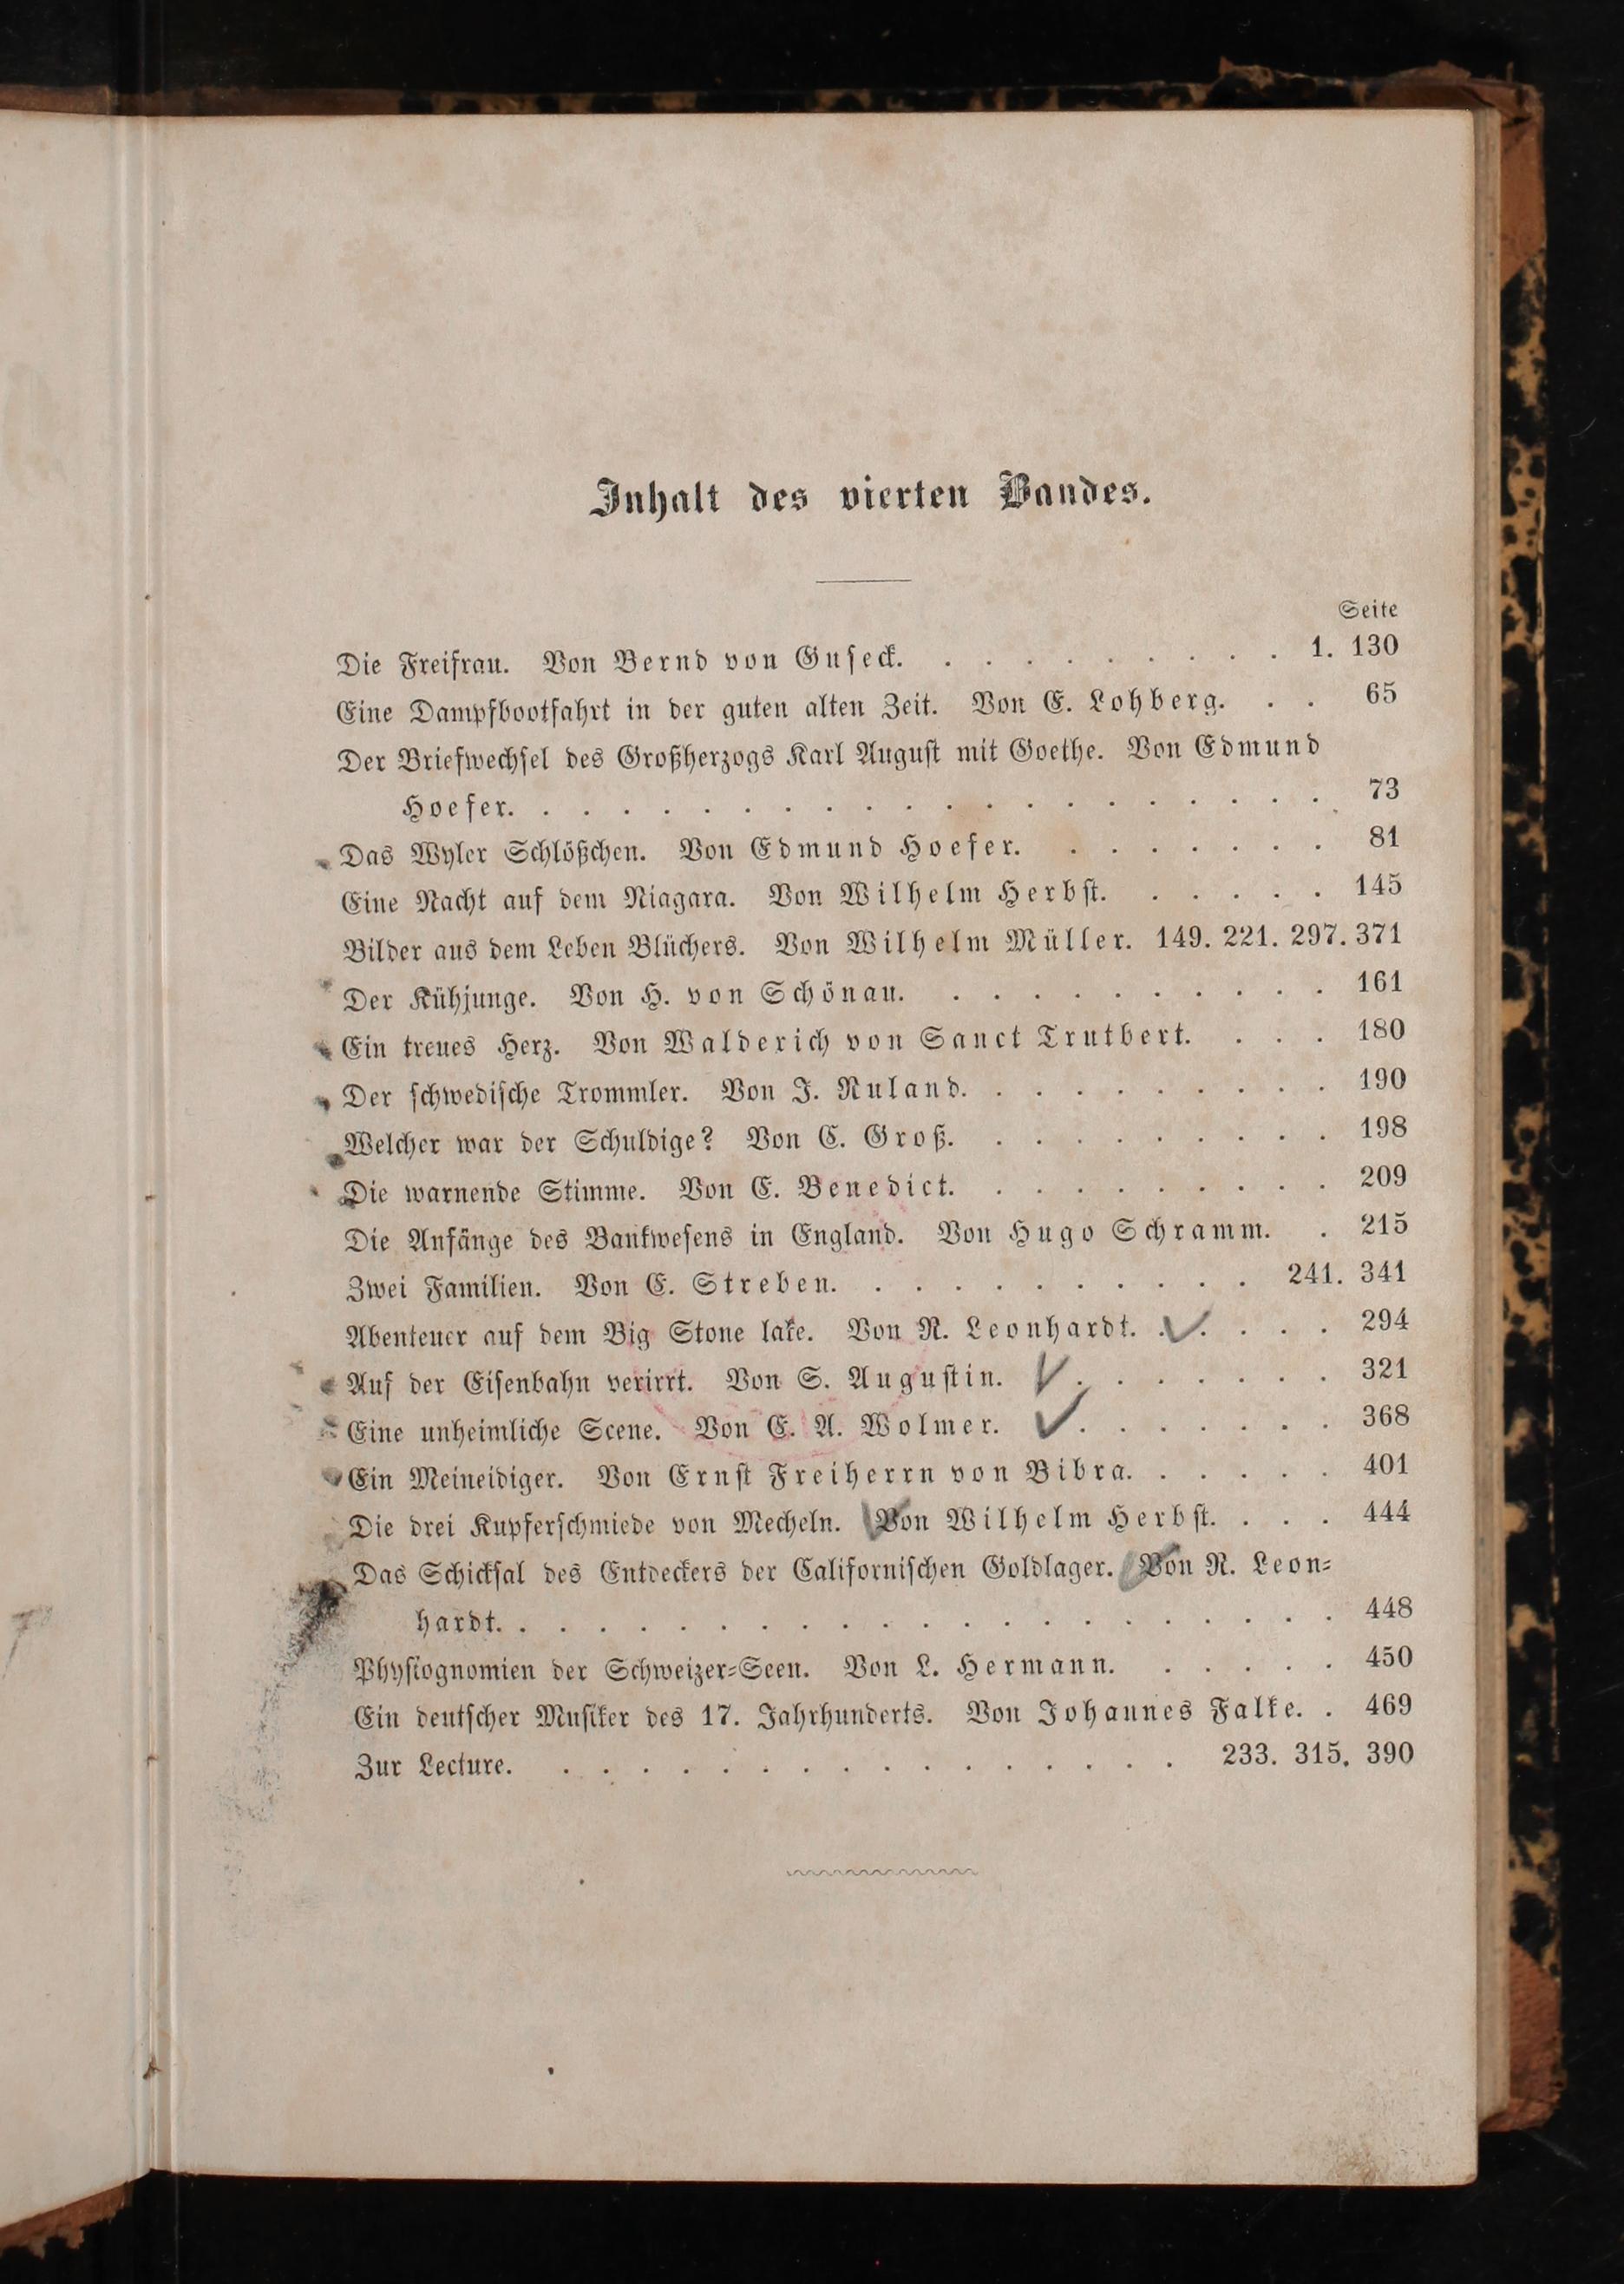 Inhalt des vierten Bandes.
Seite
Die Freifrau. Von Bernd von Guseck. . . . . . . . . . . 1. 130
Eine Dampfbootfahrt in der guten alten Zeit. Von E. Lohberg. . . 65
Der Briefwechsel des Großherzogs Karl August mit Goethe. Von Edmund
Hoefer. . . . . . . . . . . . . . . . . . . . . . 73
Das Wyler Schlößchen. Von Edmund Hoefer. . . . . . . . 81
Eine Nacht auf dem Niagara. Von Wilhelm Herbst. . . . . . 145
Bilder aus dem Leben Blüchers. Von Wilhelm Müller. 149. 221. 297. 371
Der Kühjunge. Von H. von Schönau. . . . . . . . . . . 161
Ein treues Herz. Von Walderich von Sanct Trutbert. . . . 180
Der schwedische Trommler. Von J. Ruland. . . . . . . . . . 190
Welcher war der Schuldige? Von C. Groß. . . . . . . . . . 198
Die warnende Stimme. Von E. Benedict. . . . . . . . . . 209
Die Anfänge des Bankwesens in England. Von Hugo Schramm. . 215
Zwei Familien. Von E. Streben. . . . . . . . . . . 241. 341
Abenteuer auf dem Big Stone lake. Von R. Leonhardt. . . . . . 294
Auf der Eisenbahn verirrt. Von S. Augustin. . . . . . . . 321
Eine unheimliche Scene. Von E. A. Wolmer. . . . . . . . 368
Ein Meineidiger. Von Ernst Freiherrn von Bibra. . . . . . 401
Die drei Kupferschmiede von Mecheln. Von Wilhelm Herbst. . . . 444
Das Schicksal des Entdeckers der Californischen Goldlager. Von R. Leon-
hardt. . . . . . . . . . . . . . . . . . . . . . . 448
Physiognomien der Schweizer-Seen. Von L. Hermann. . . . . . 450
Ein deutscher Musiker des 17. Jahrhunderts. Von Johannes Falke. . 469
Zur Lecture. . . . . . . . . . . . . . . . . 233. 315. 390